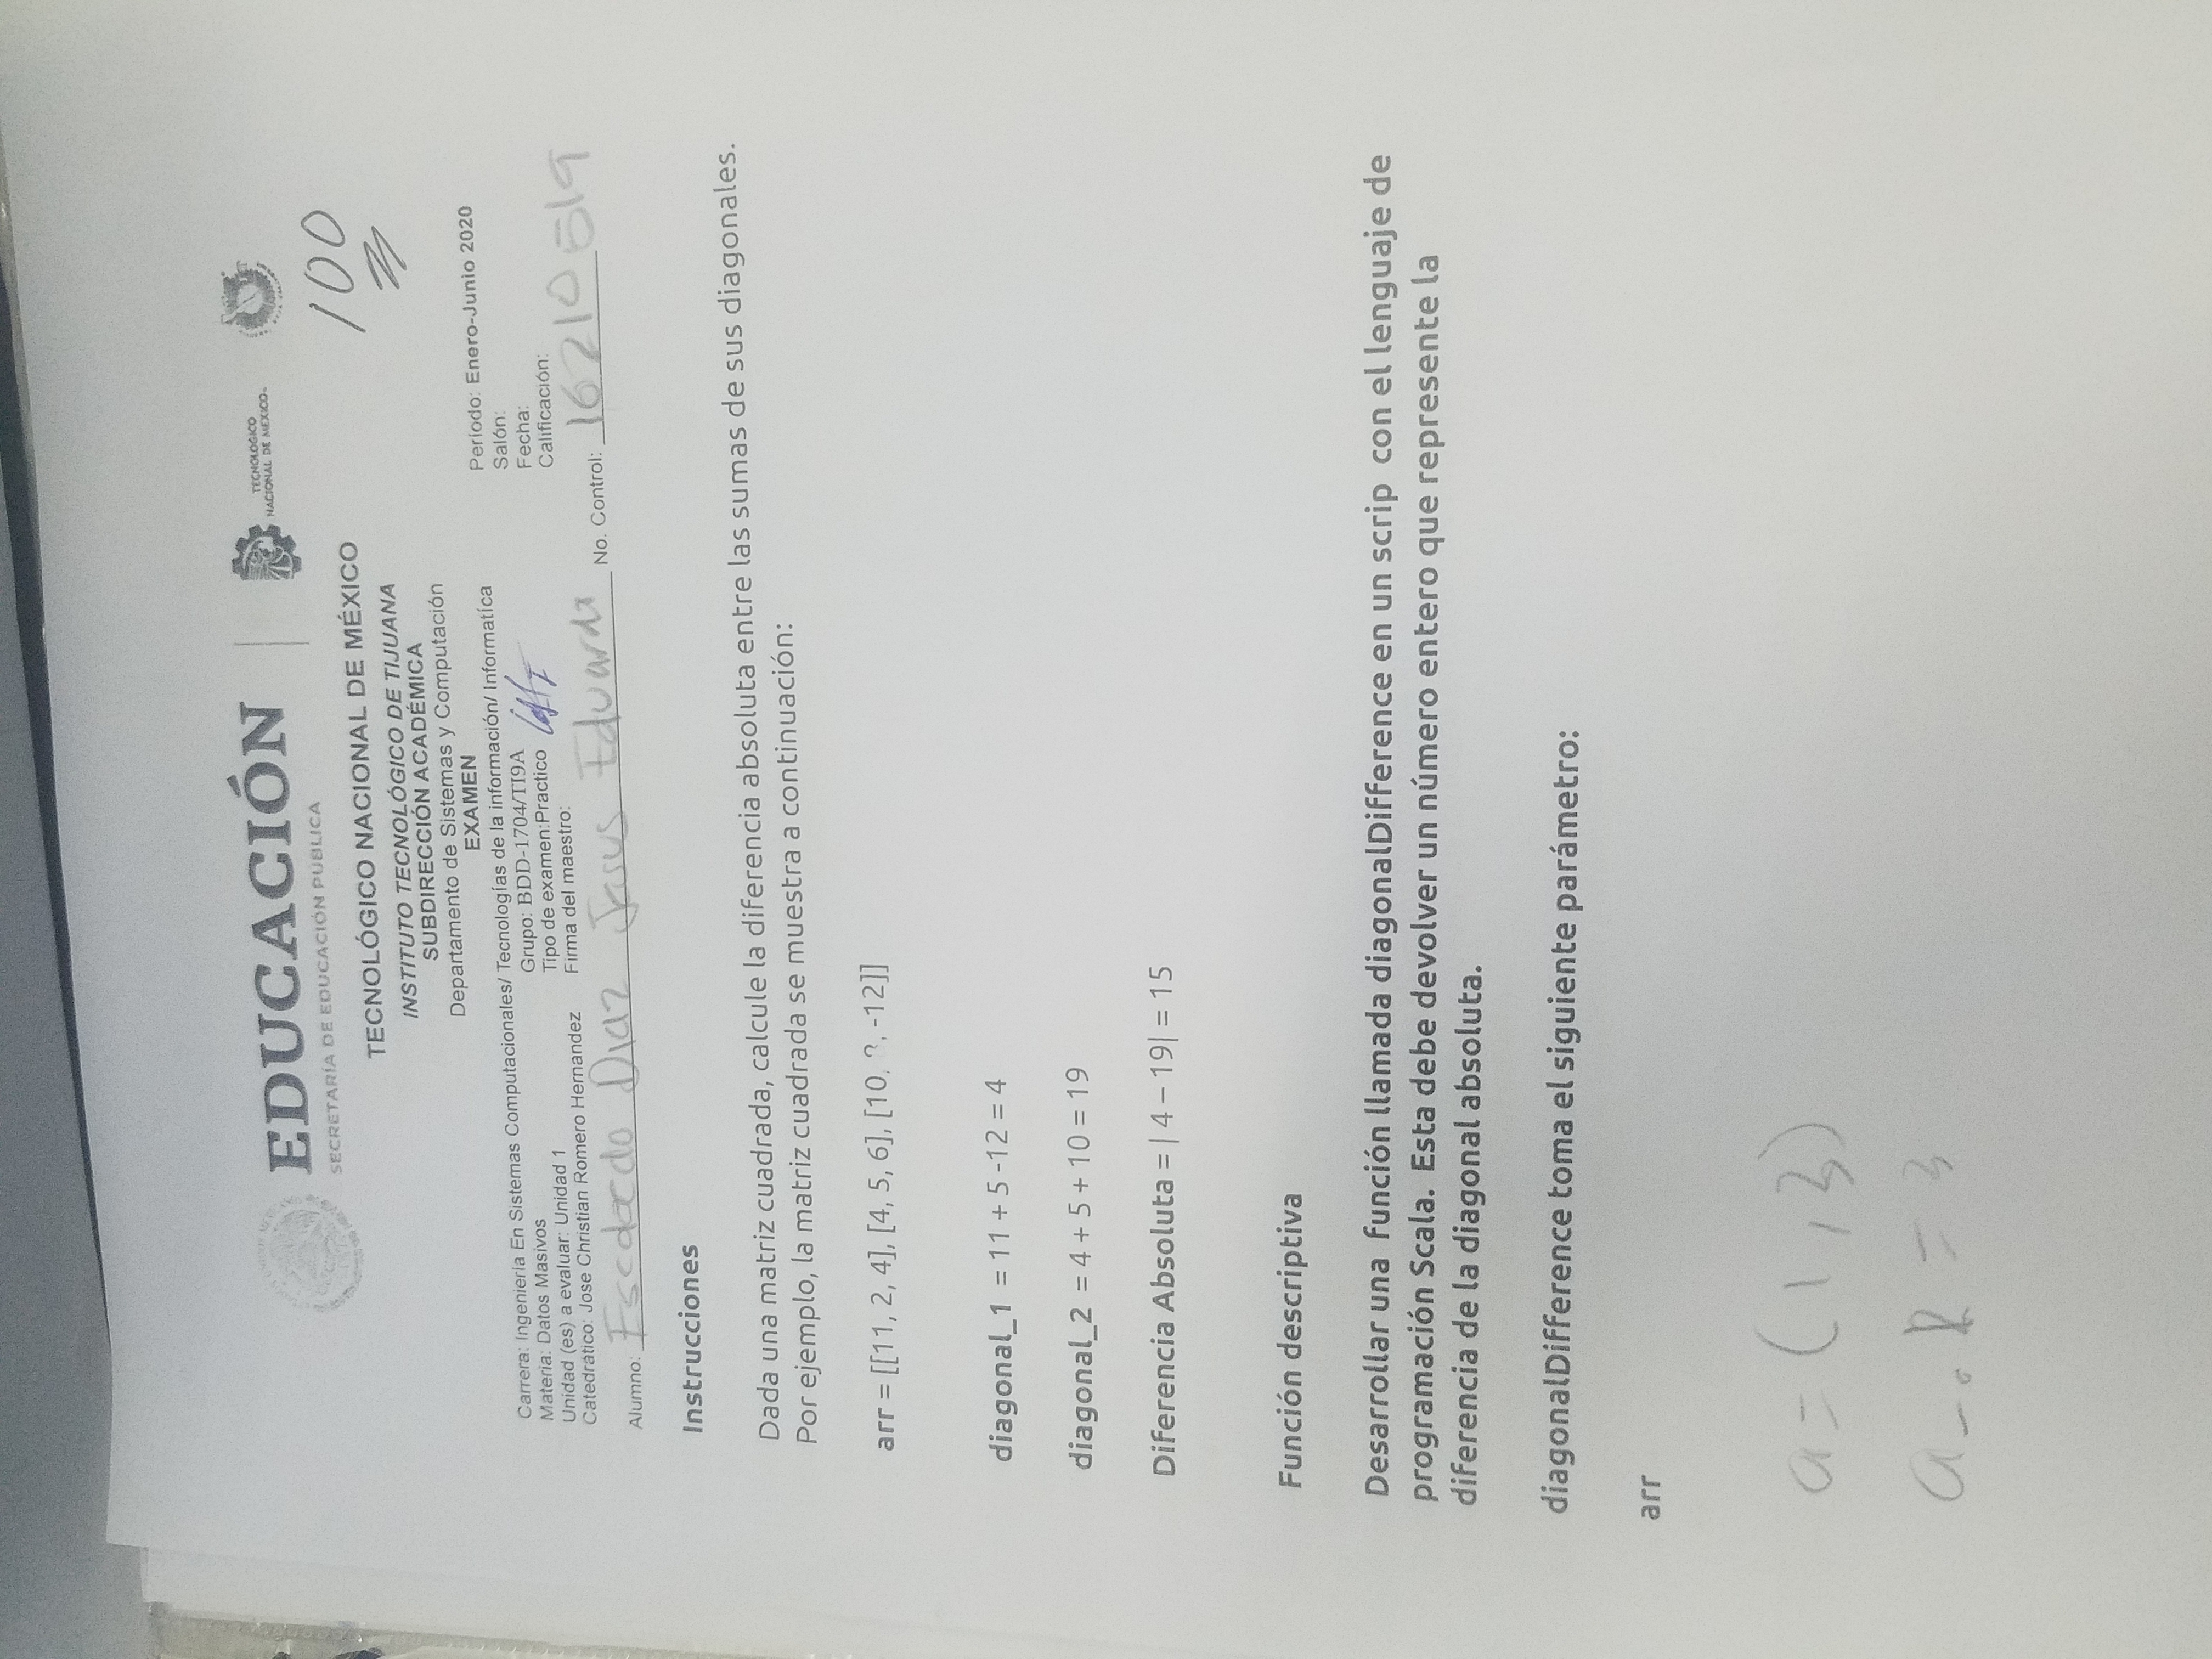 EDUCACIÓN
SECRETARÍA DE EDUCACIÓN PÚBLICA
TECNOLÓGICO
NACIONAL DE MÉXICO
100
TECNOLÓGICO NACIONAL DE MÉXICO
INSTITUTO TECNOLÓGICO DE TIJUANA
SUBDIRECCIÓN ACADÉMICA
Departamento de Sistemas y Computación
EXAMEN
Carrera: Ingeniería En Sistemas Computacionales/ Tecnologías de la información/ Informatíca
Periodo: Enero-Junio 2020
Materia: Datos Masivos
Grupo: BDD-1704/TI9A
Salón:
Unidad (es) a evaluar: Unidad 1
Tipo de examen:Practico
Fecha:
Catedrático: Jose Christian Romero Hernandez
Firma del maestro:
Calificación:
Alumno: Diaz Jesus Eduardo No. Control: 16210519
Instrucciones
Dada una matriz cuadrada, calcule la diferencia absoluta entre las sumas de sus diagonales.
Por ejemplo, la matriz cuadrada se muestra a continuación:
arr = [[11, 2, 4], [4, 5, 6], [10, , -12]]
diagonal_1 = 11 + 5 -12 = 4
diagonal_2 = 4 + 5 + 10 = 19
Diferencia Absoluta = | 4 – 19| = 15
Función descriptiva
Desarrollar una función llamada diagonalDifference en un scrip con el lenguaje de
programación Scala. Esta debe devolver un número entero que represente la
diferencia de la diagonal absoluta.
diagonalDifference toma el siguiente parámetro:
arr
a = (1, 3)
= 3